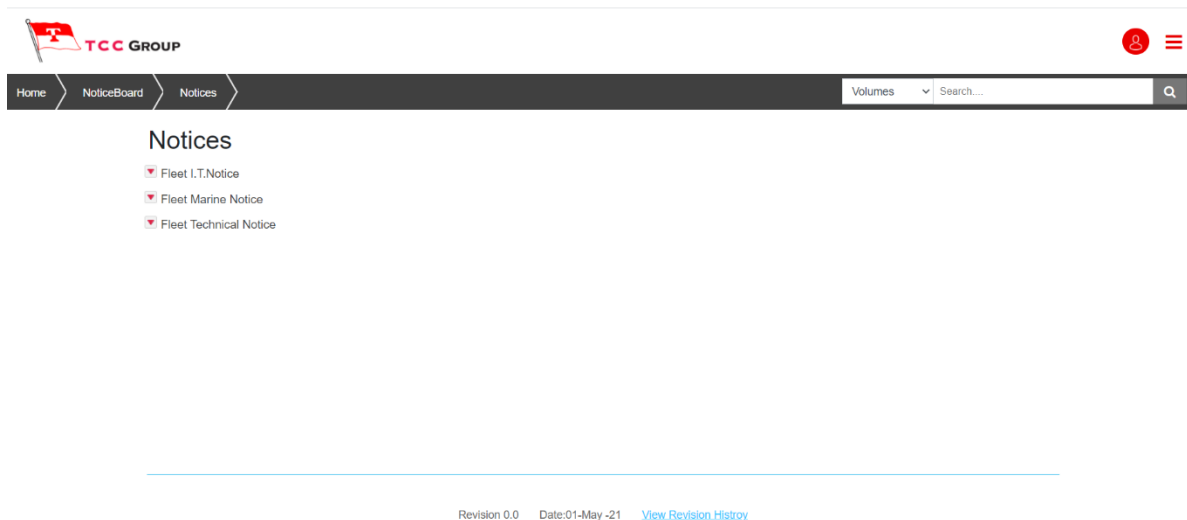 T
TCC GROUP
Home NoticeBoard Notices Volumes Search....
Notices
Fleet I.T.Notice
Fleet Marine Notice
Fleet Technical Notice
Revision 0.0 Date:01-May -21 View Revision Histroy